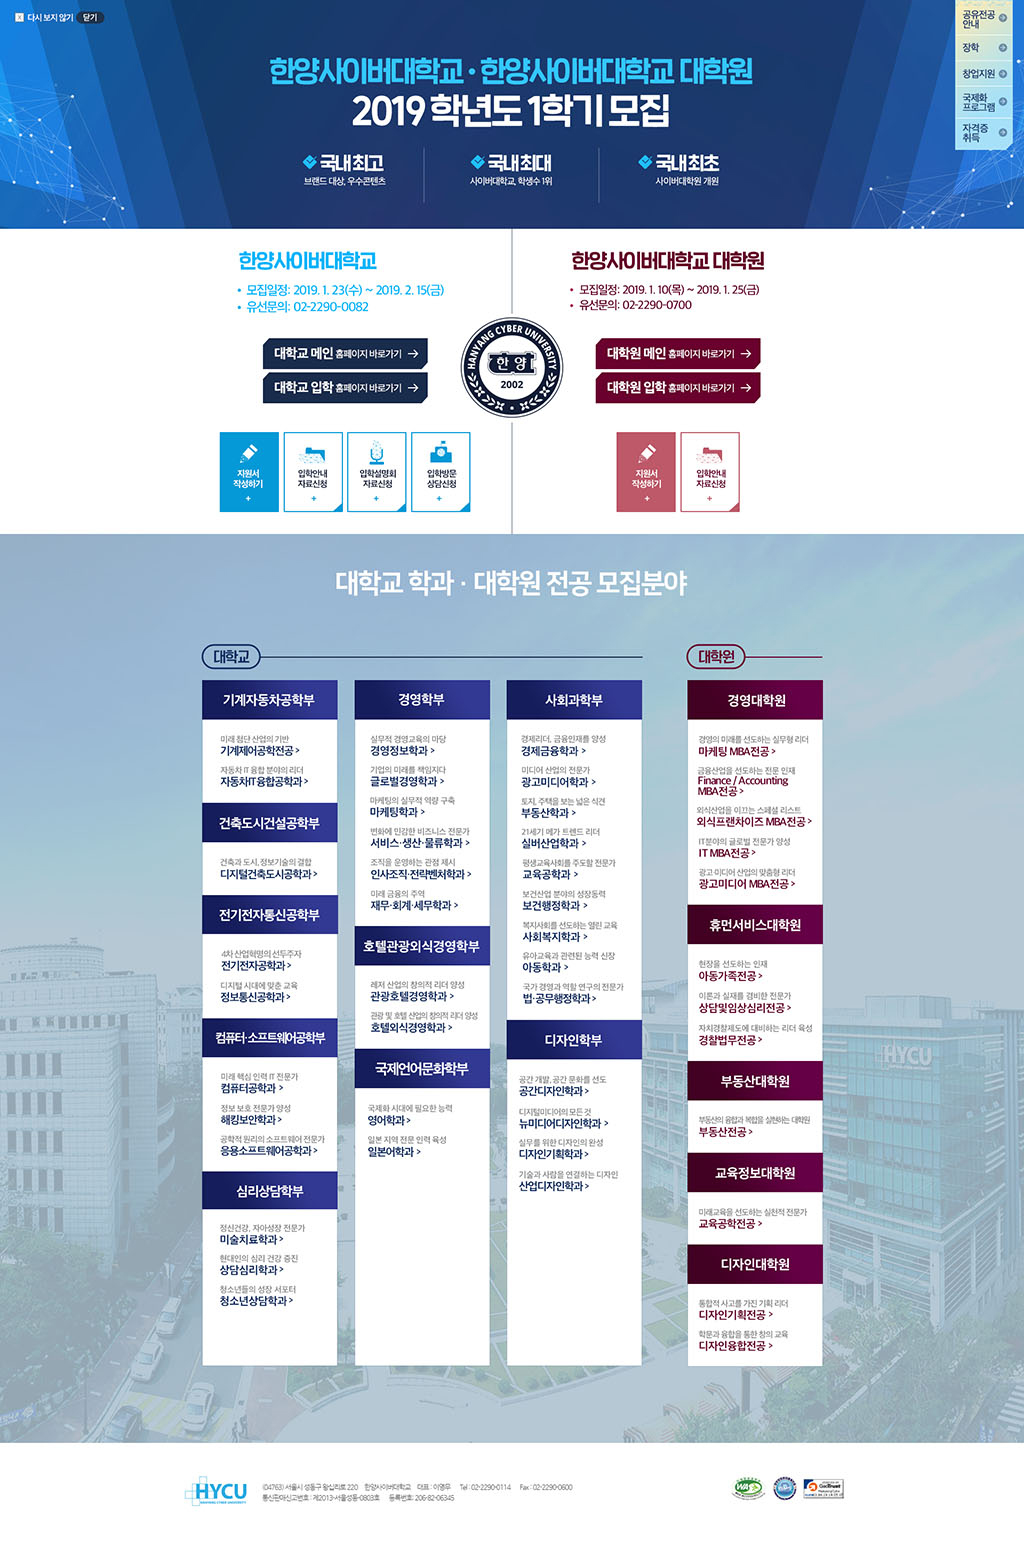 다시 보지 않기 닫기
공유전공
안내
장학
창업지원
국제화
프로그램
자격증
취득
한양사이버대학교 · 한양사이버대학교 대학원
2019 학년도 1학기 모집
국내 최고
브랜드 대상, 우수콘텐츠
국내 최대
사이버대학교, 학생수 1위
국내 최초
사이버대학원 개원
한양사이버대학교
• 모집일정: 2019. 1. 23(수) ~ 2019. 2. 15(금)
• 유선문의: 02-2290-0082
대학교 메인 홈페이지 바로가기 →
대학교 입학 홈페이지 바로가기 →
지원서
작성하기
+
입학안내
자료신청
+
입학설명회
자료신청
+
입학방문
상담신청
+
HANYANG CYBER UNIVERSITY
한양
2002
한양사이버대학교 대학원
• 모집일정: 2019. 1. 10(목) ~ 2019. 1. 25(금)
• 유선문의: 02-2290-0700
대학원 메인 홈페이지 바로가기 →
대학원 입학 홈페이지 바로가기 →
지원서
작성하기
+
입학안내
자료신청
+
대학교 학과 · 대학원 전공 모집분야
대학교
기계자동차공학부
미래 첨단 산업의 기반
기계제어공학전공 >
자동차 IT 융합 분야의 리더
자동차IT융합공학과 >
건축도시건설공학부
건축과 도시, 정보기술의 결합
디지털건축도시공학과 >
전기전자통신공학부
4차 산업혁명의 선두주자
전기전자공학과 >
디지털 시대에 맞춘 교육
정보통신공학과 >
컴퓨터·소프트웨어공학부
미래 핵심 인력 IT 전문가
컴퓨터공학과 >
정보 보호 전문가 양성
해킹보안학과 >
공학적 원리의 소프트웨어 전문가
응용소프트웨어공학과 >
심리상담학부
정신건강, 자아성장 전문가
미술치료학과 >
현대인의 심리 건강 증진
상담심리학과 >
청소년들의 성장 서포터
청소년상담학과 >
경영학부
실무적 경영교육의 마당
경영정보학과 >
기업의 미래를 책임지다
글로벌경영학과 >
마케팅의 실무적 역량 구축
마케팅학과 >
변화에 민감한 비즈니스 전문가
서비스·생산·물류학과 >
조직을 운영하는 관점 제시
인사조직·전략벤처학과 >
미래 금융의 주역
재무·회계·세무학과 >
호텔관광외식경영학부
레저 산업의 창의적 리더 양성
관광호텔경영학과 >
관광 및 호텔 산업의 창의적 리더 양성
호텔외식경영학과 >
국제언어문화학부
국제화 시대에 필요한 능력
영어학과 >
일본 지역 전문 인력 육성
일본어학과 >
사회과학부
경제리더, 금융인재를 양성
경제금융학과 >
미디어 산업의 전문가
광고미디어학과 >
토지, 주택을 보는 넓은 식견
부동산학과 >
21세기 메가 트렌드 리더
실버산업학과 >
평생교육사회를 주도할 전문가
교육공학과 >
보건산업 분야의 성장동력
보건행정학과 >
복지사회를 선도하는 열린 교육
사회복지학과 >
유아교육과 관련된 능력 신장
아동학과 >
국가 경영과 역할 연구의 전문가
법·공무행정학과 >
디자인학부
공간 개발, 공간 문화를 선도
공간디자인학과 >
디지털미디어의 모든것
뉴미디어디자인학과 >
실무를 위한 디자인의 완성
디자인기획학과 >
기술과 사람을 연결하는 디자인
산업디자인학과 >
대학원
경영대학원
경영의 미래를 선도하는 실무형 리더
마케팅 MBA전공 >
금융산업을 선도하는 전문 인재
Finance / Accounting
MBA전공 >
외식산업을 이끄는 스페셜 리스트
외식프랜차이즈 MBA전공 >
IT분야의 글로벌 전문가 양성
IT MBA전공 >
광고 미디어 산업의 맞춤형 리더
광고미디어 MBA전공 >
휴먼서비스대학원
현장을 선도하는 인재
아동가족전공 >
이론과 실재를 겸비한 전문가
상담및임상심리전공 >
자치경찰제도에 대비하는 리더 육성
경찰법무전공 >
부동산대학원
부동산의 융합과 복합을 실현하는 대학원
부동산전공 >
교육정보대학원
미래교육을 선도하는 실천적 전문가
교육공학전공 >
디자인대학원
통합적 사고를 가진 기획 리더
디자인기획전공 >
학문과 융합을 통한 창의 교육
디자인융합전공 >
HYCU
HYCU
HANYANG CYBER UNIVERSITY
(04763) 서울시 성동구 왕십리로 220 한양사이버대학교 대표 : 이영무 Tel : 02-2290-0114 Fax : 02-2290-0600
통신판매신고번호 : 제2013-서울성동-0803호 등록번호: 206-82-06345
WA